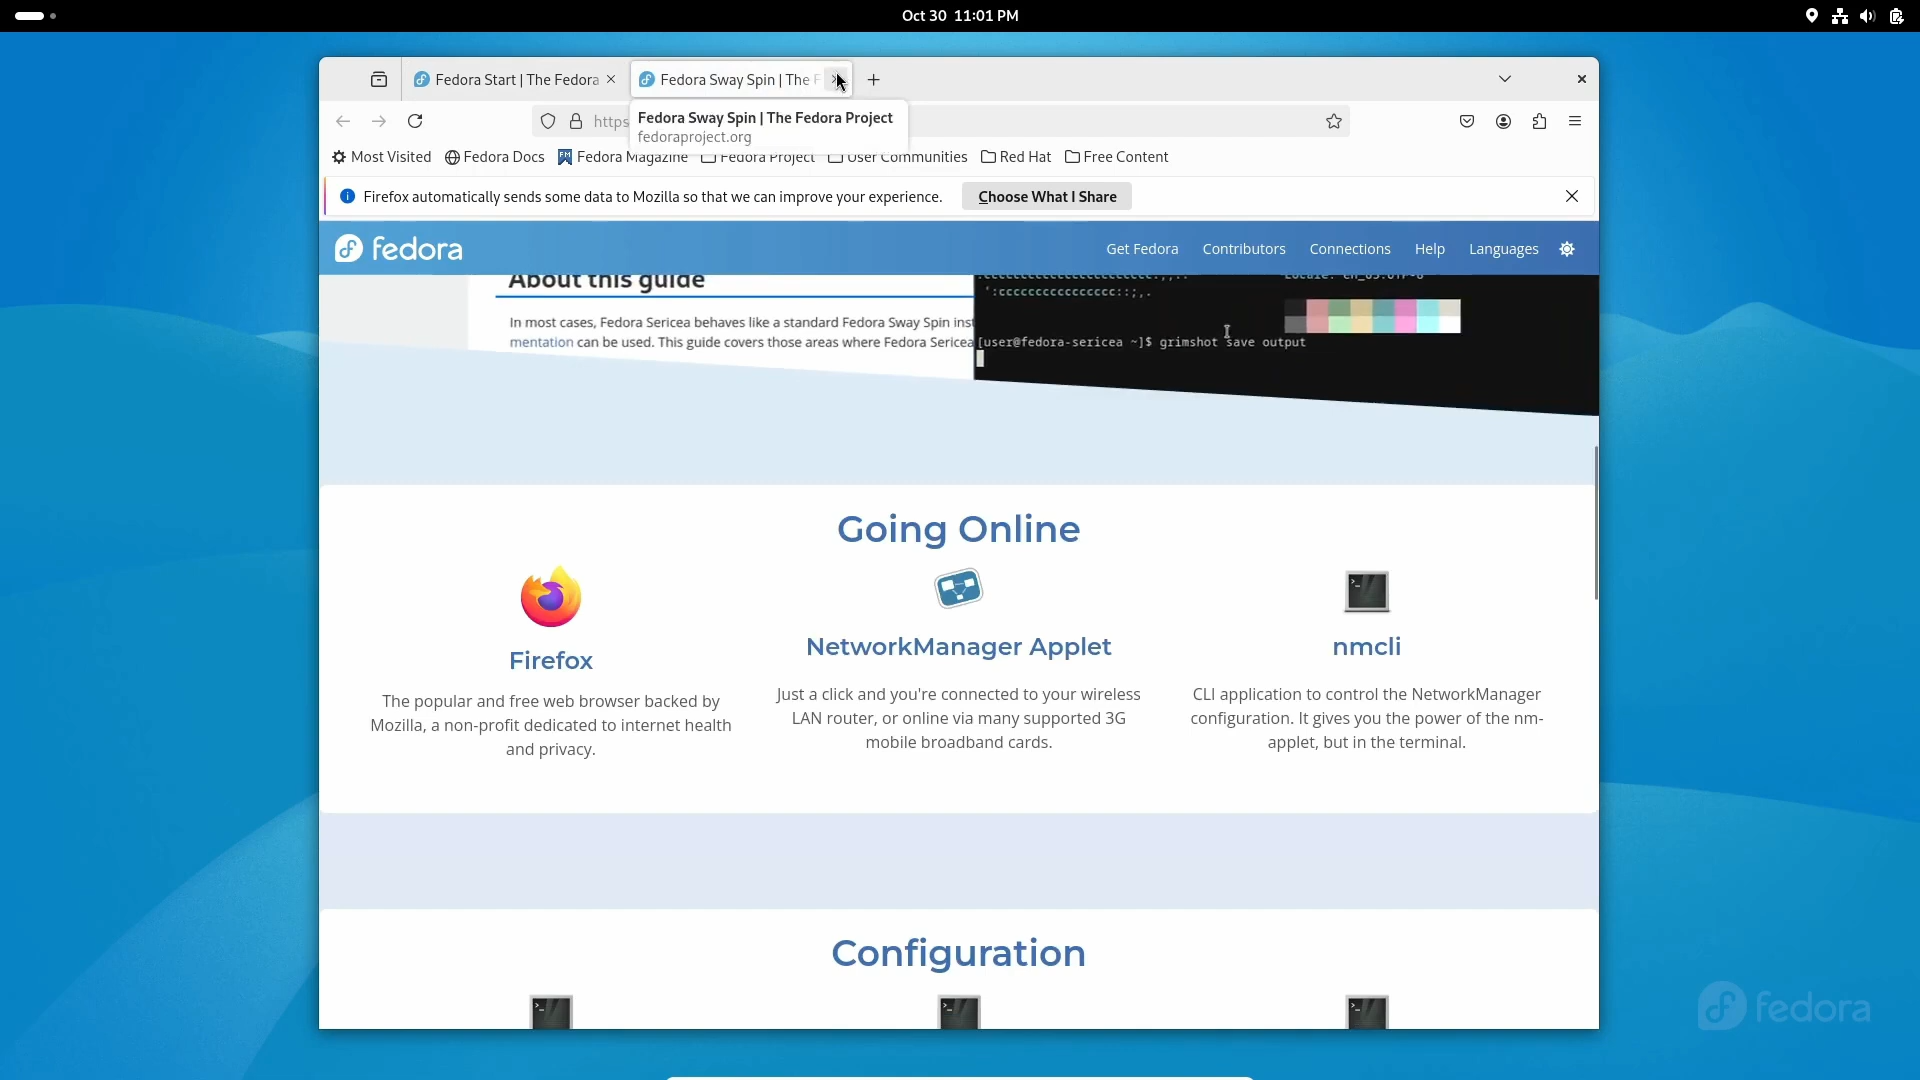 Oct 30 11:01 PM
Fedora Start | The Fedora
Fedora Sway Spin | The F
https
Fedora Sway Spin | The Fedora Project
fedoraproject.org
Most Visited
Fedora Docs
Fedora Magazine
Fedora Project
User Communities
Red Hat
Free Content
Firefox automatically sends some data to Mozilla so that we can improve your experience.
Choose What I Share
fedora
Get Fedora
Contributors
Connections
Help
Languages
About this guide
In most cases, Fedora Sericea behaves like a standard Fedora Sway Spin inst
mentation can be used. This guide covers those areas where Fedora Sericea
':cccccccccccccccc::;,.
[user@fedora-sericea ~]$ grimshot save output
Going Online
Firefox
The popular and free web browser backed by
Mozilla, a non-profit dedicated to internet health
and privacy.
NetworkManager Applet
Just a click and you're connected to your wireless
LAN router, or online via many supported 3G
mobile broadband cards.
nmcli
CLI application to control the NetworkManager
configuration. It gives you the power of the nm-
applet, but in the terminal.
Configuration
fedora